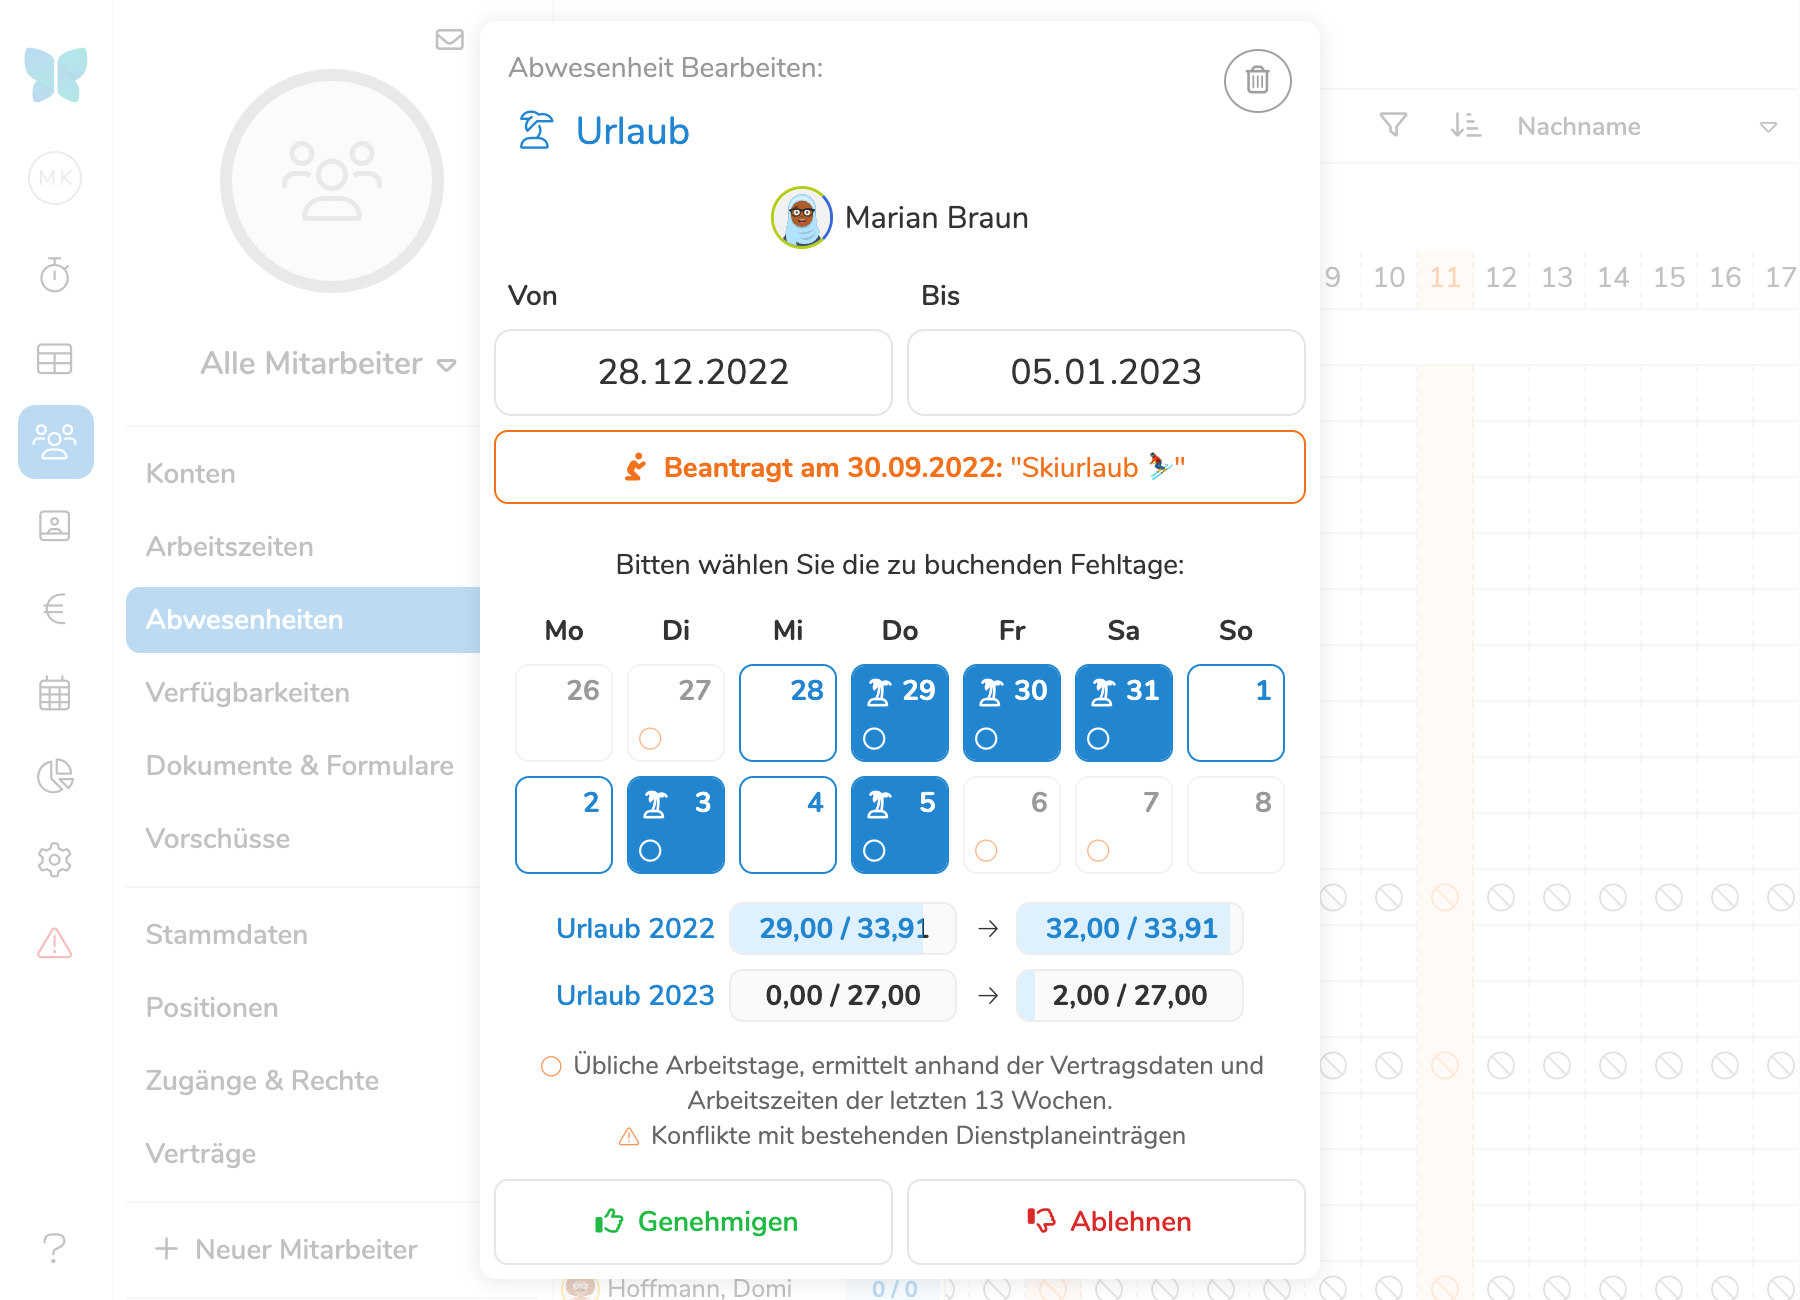 MK
Alle Mitarbeiter
Konten
Arbeitszeiten
Abwesenheiten
Verfügbarkeiten
Dokumente & Formulare
Vorschüsse
Stammdaten
Positionen
Zugänge & Rechte
Verträge
+ Neuer Mitarbeiter
?
Abwesenheit Bearbeiten:
Urlaub
Marian Braun
Von Bis
28.12.2022 05.01.2023
Beantragt am 30.09.2022: "Skiurlaub ⛷"
Bitten wählen Sie die zu buchenden Fehltage:
Mo Di Mi Do Fr Sa So
26 27 28 29 30 31 1
2 3 4 5 6 7 8
Urlaub 2022 29,00 / 33,91 → 32,00 / 33,91
Urlaub 2023 0,00 / 27,00 → 2,00 / 27,00
Übliche Arbeitstage, ermittelt anhand der Vertragsdaten und
Arbeitszeiten der letzten 13 Wochen.
Konflikte mit bestehenden Dienstplaneinträgen
Genehmigen Ablehnen
Nachname
9 10 11 12 13 14 15 16 17
Hoffmann, Domi 0 / 0